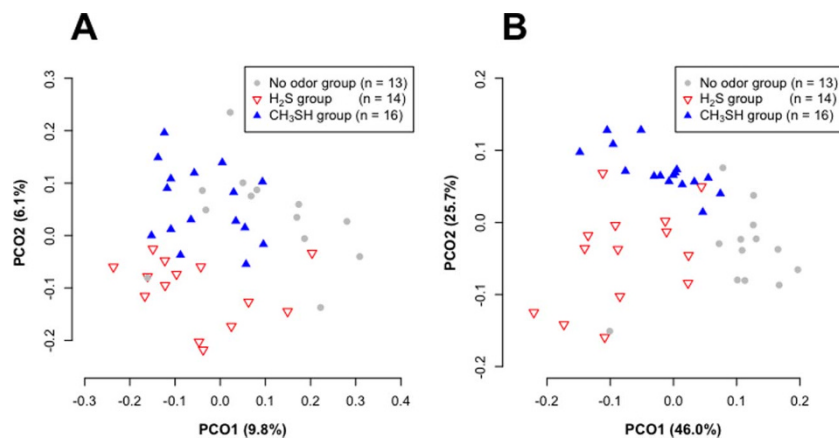 A
No odor group (n = 13)
H₂S group (n = 14)
CH₃SH group (n = 16)
PCO2 (6.1%)
0.3
0.2
0.1
0.0
-0.1
-0.2
-0.3 -0.2 -0.1 0.0 0.1 0.2 0.3 0.4
PCO1 (9.8%)
B
No odor group (n = 13)
H₂S group (n = 14)
CH₃SH group (n = 16)
PCO2 (25.7%)
0.2
0.1
0.0
-0.1
-0.2
-0.2 -0.1 0.0 0.1 0.2
PCO1 (46.0%)